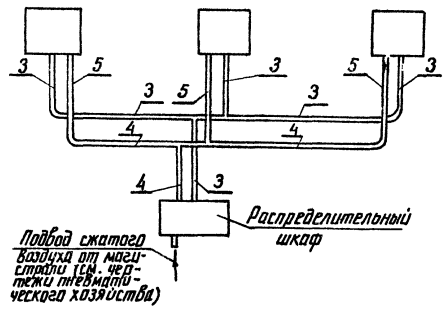 3
5
3
5
3
3
5
3
4
4
4
3
Распределительный
шкаф
Подвод сжатого
воздуха от маги-
страли (см. чер-
тежи пневмати-
ческого хозяйства)